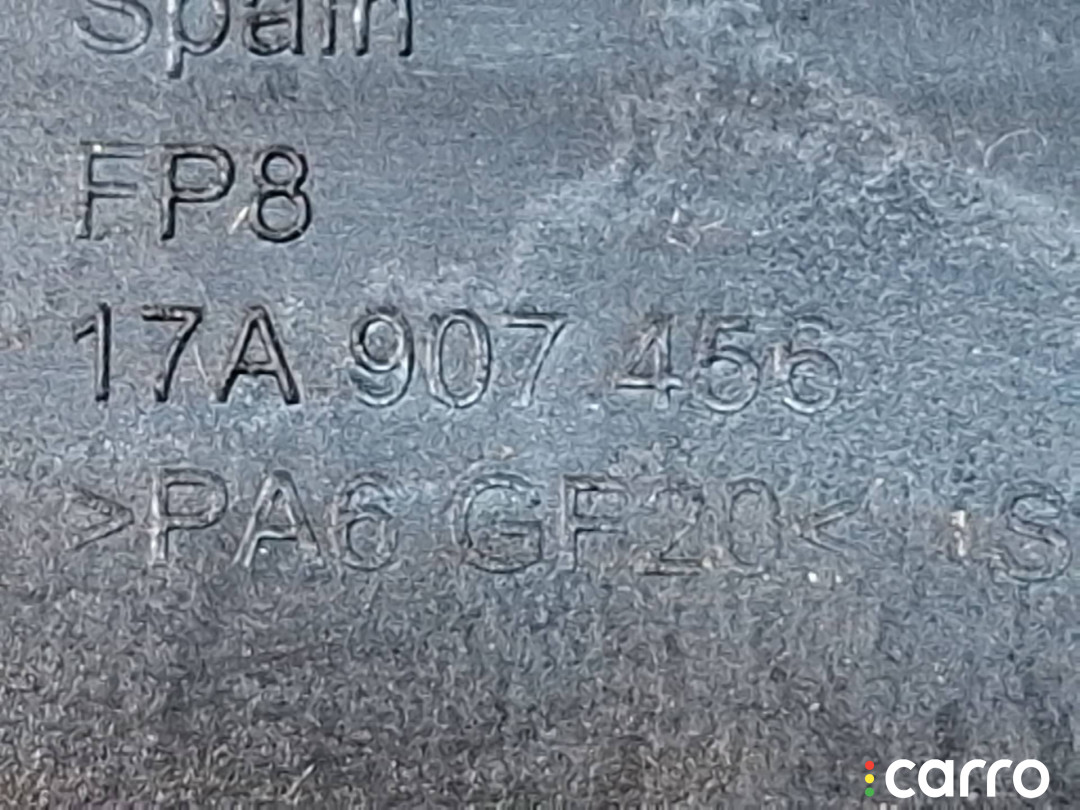 Spain
FP8
17A 907 456
>PA6 GF20<
carro